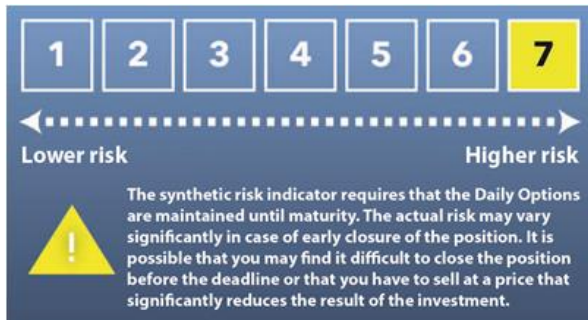 1 2 3 4 5 6 7
Lower risk Higher risk
!
The synthetic risk indicator requires that the Daily Options
are maintained until maturity. The actual risk may vary
significantly in case of early closure of the position. It is
possible that you may find it difficult to close the position
before the deadline or that you have to sell at a price that
significantly reduces the result of the investment.